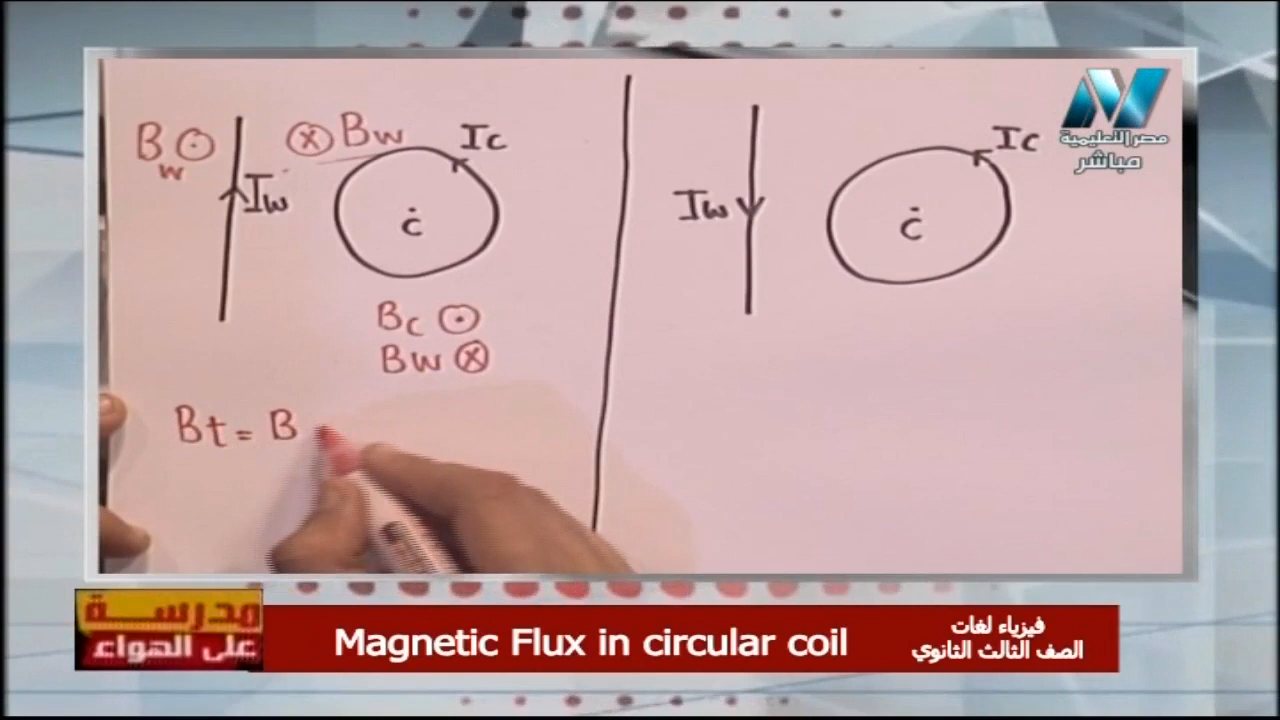 مصر التعليمية
مباشر
B ⊙
w
Iw
ⓧ Bw
Ic
ċ
Bc ⊙
Bw ⓧ
Bt = B
Iw
Ic
ċ
مدرسة
على الهواء
Magnetic Flux in circular coil
فيزياء لغات
الصف الثالث الثانوي